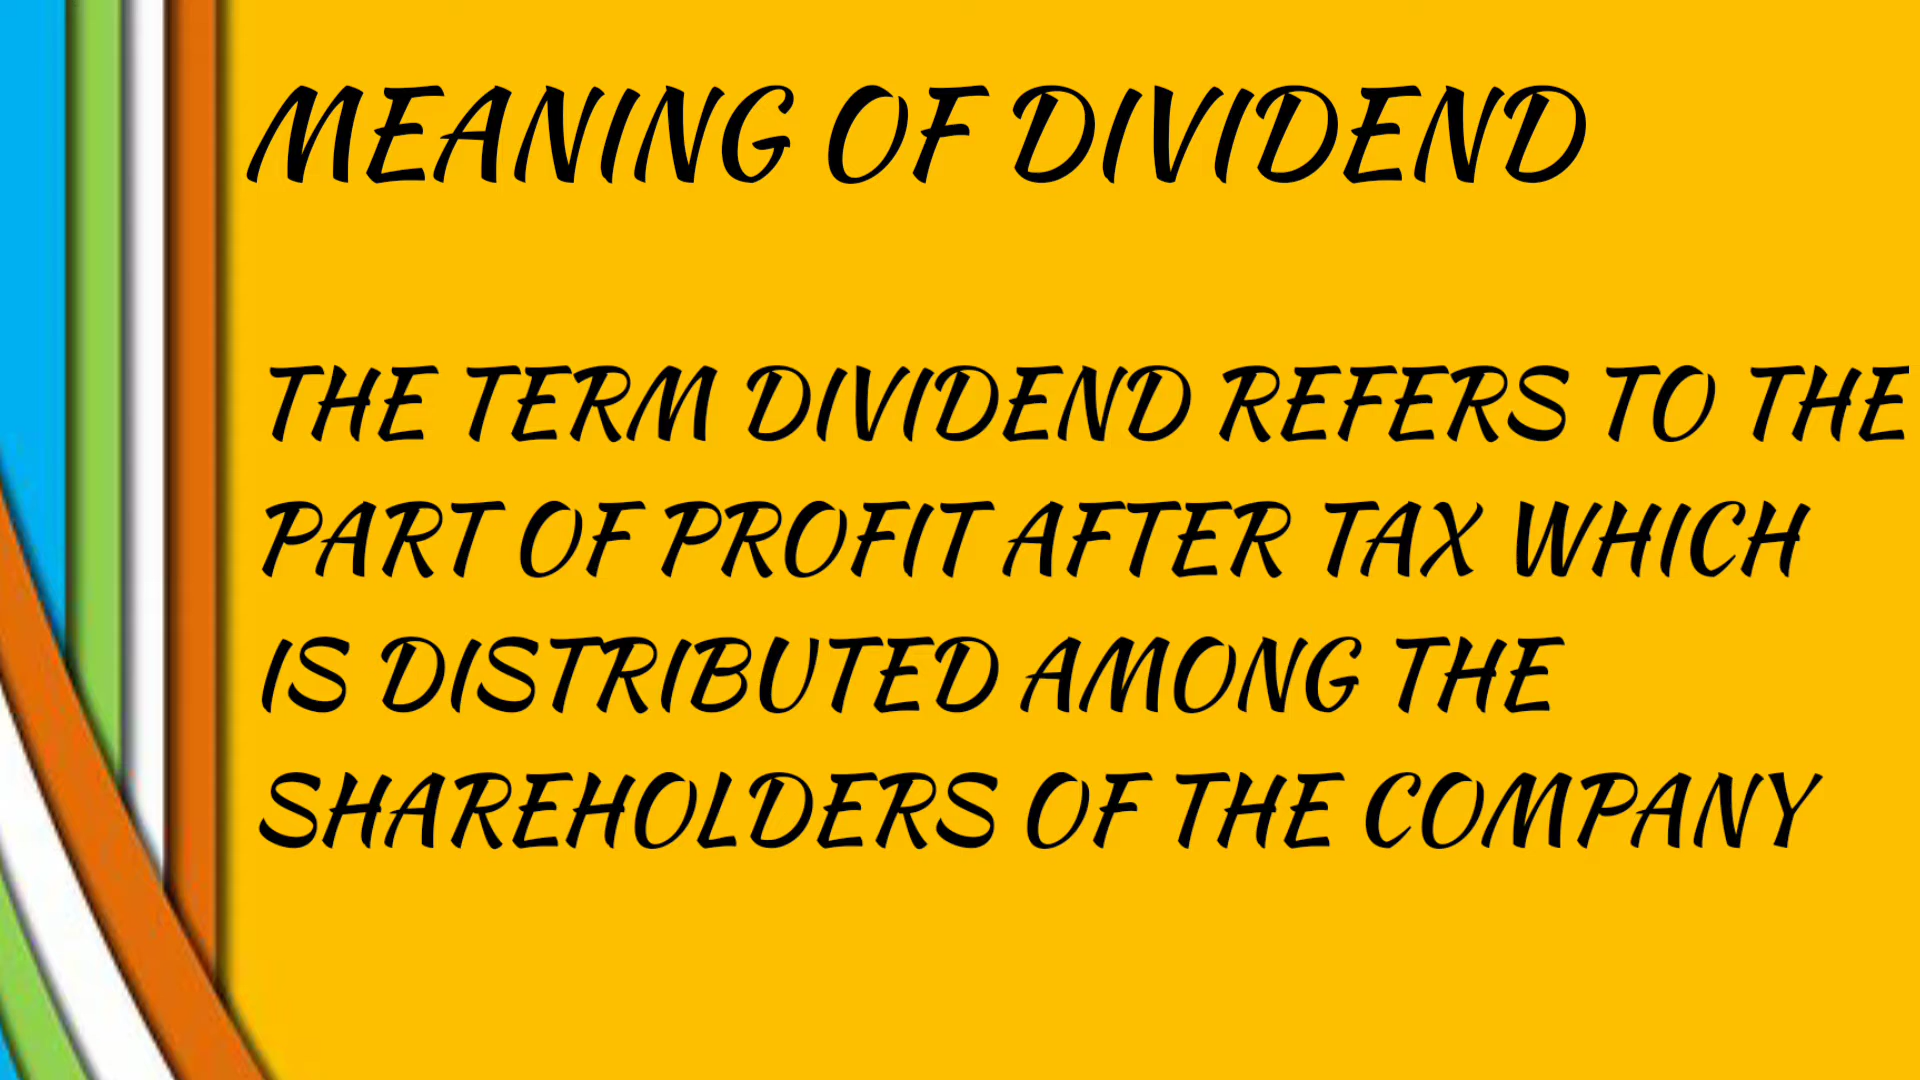 MEANING OF DIVIDEND
THE TERM DIVIDEND REFERS TO THE
PART OF PROFIT AFTER TAX WHICH
IS DISTRIBUTED AMONG THE
SHAREHOLDERS OF THE COMPANY